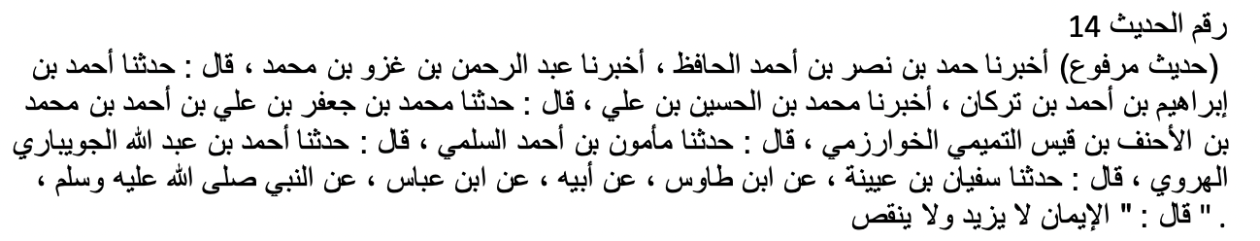 رقم الحديث 14
(حديث مرفوع) أخبرنا حمد بن نصر بن أحمد الحافظ ، أخبرنا عبد الرحمن بن غزو بن محمد ، قال : حدثنا أحمد بن
إبراهيم بن أحمد بن تركان ، أخبرنا محمد بن الحسين بن علي ، قال : حدثنا محمد بن جعفر بن علي بن أحمد بن محمد
بن الأحنف بن قيس التميمي الخوارزمي ، قال : حدثنا مأمون بن أحمد السلمي ، قال : حدثنا أحمد بن عبد الله الجويباري
الهروي ، قال : حدثنا سفيان بن عيينة ، عن ابن طاوس ، عن أبيه ، عن ابن عباس ، عن النبي صلى الله عليه وسلم ،
. " قال : " الإيمان لا يزيد ولا ينقص